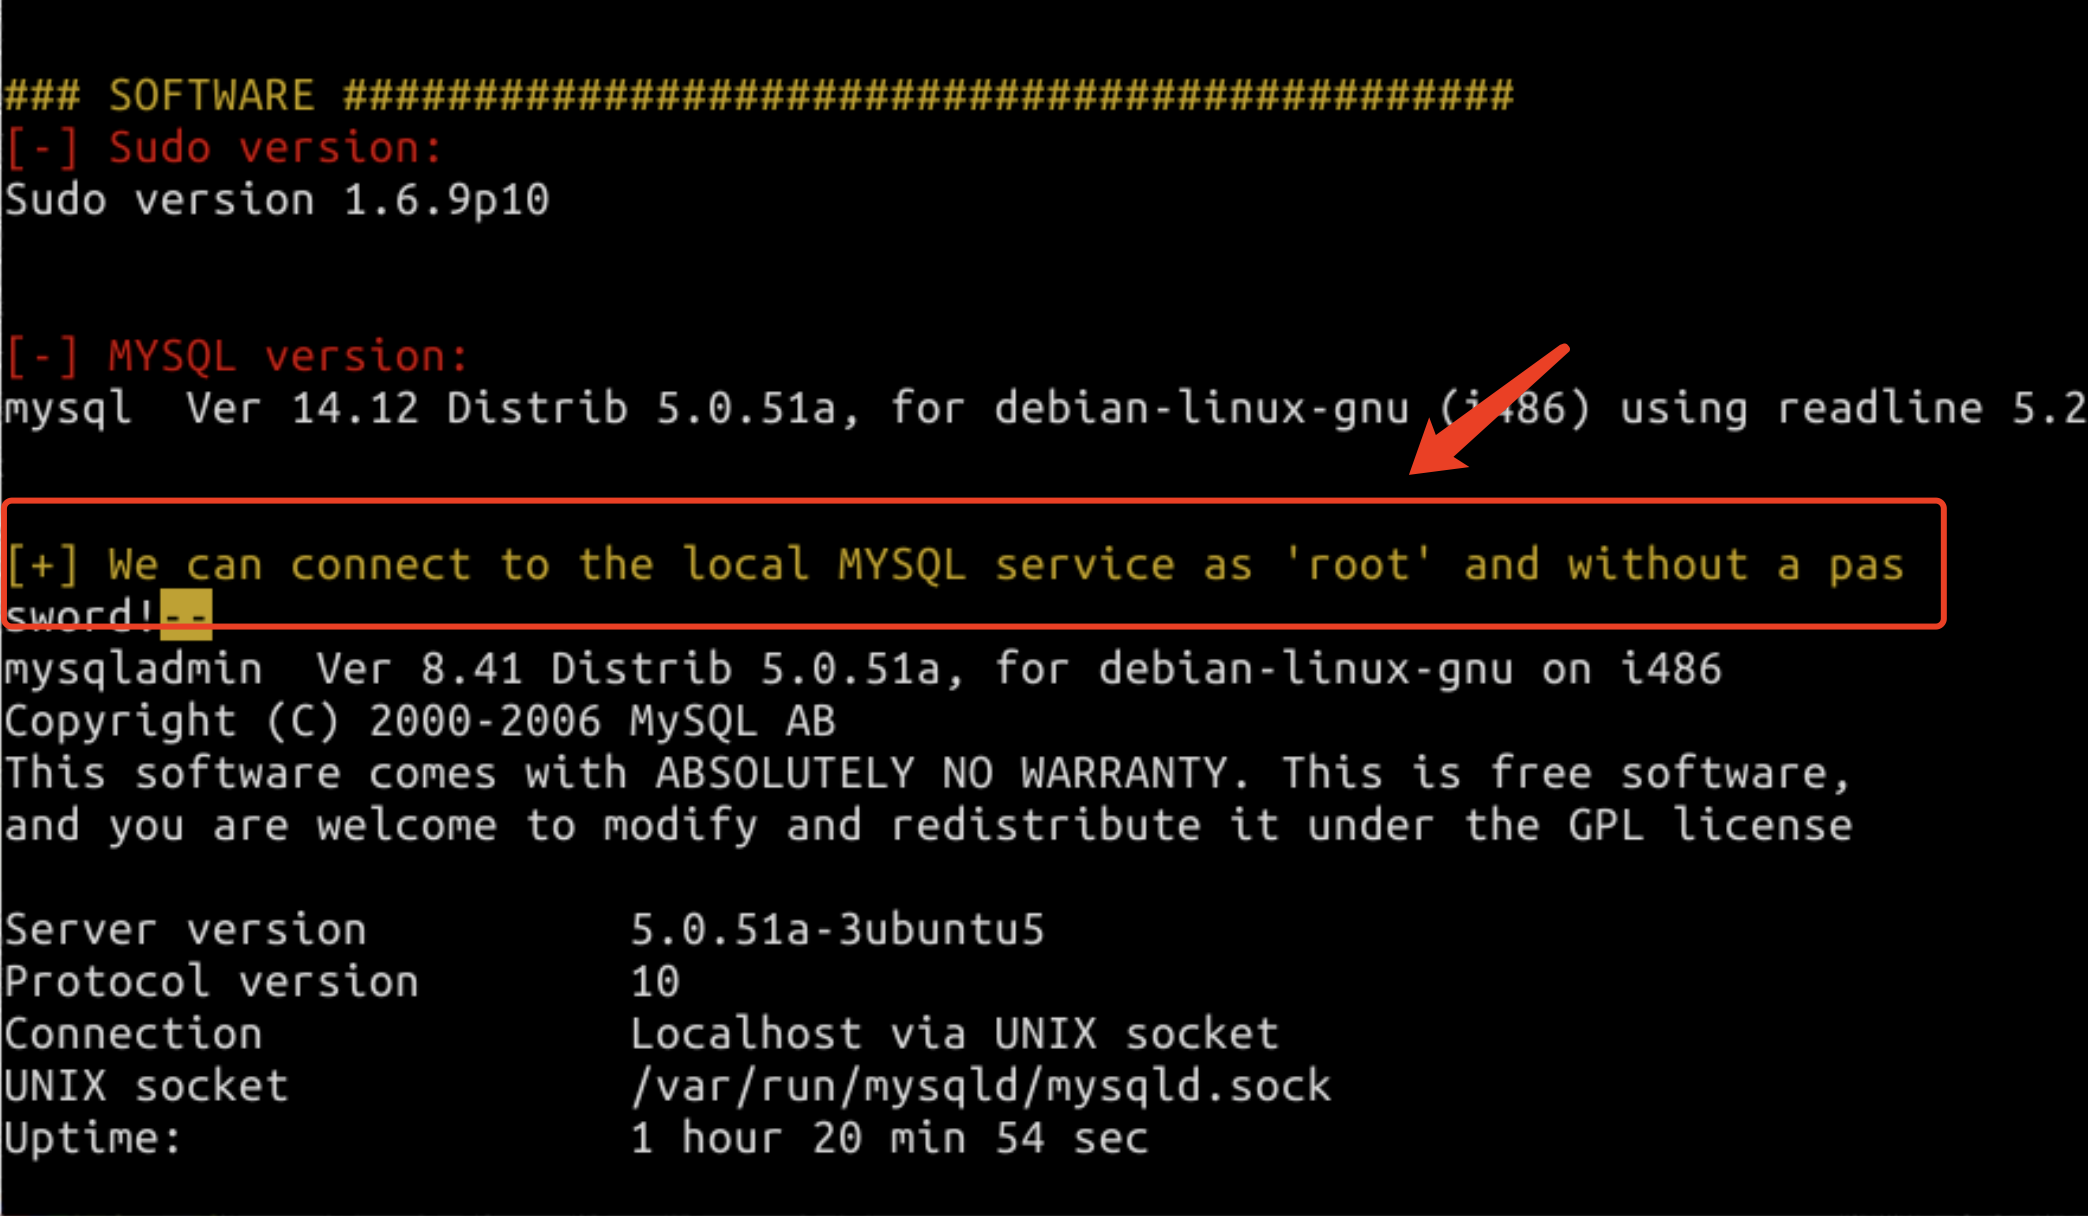 ### SOFTWARE #############################################
[-] Sudo version:
Sudo version 1.6.9p10
[-] MYSQL version:
mysql  Ver 14.12 Distrib 5.0.51a, for debian-linux-gnu (i486) using readline 5.2
[+] We can connect to the local MYSQL service as 'root' and without a pas
sword!--
mysqladmin  Ver 8.41 Distrib 5.0.51a, for debian-linux-gnu on i486
Copyright (C) 2000-2006 MySQL AB
This software comes with ABSOLUTELY NO WARRANTY. This is free software,
and you are welcome to modify and redistribute it under the GPL license
Server version          5.0.51a-3ubuntu5
Protocol version        10
Connection              Localhost via UNIX socket
UNIX socket             /var/run/mysqld/mysqld.sock
Uptime:                 1 hour 20 min 54 sec